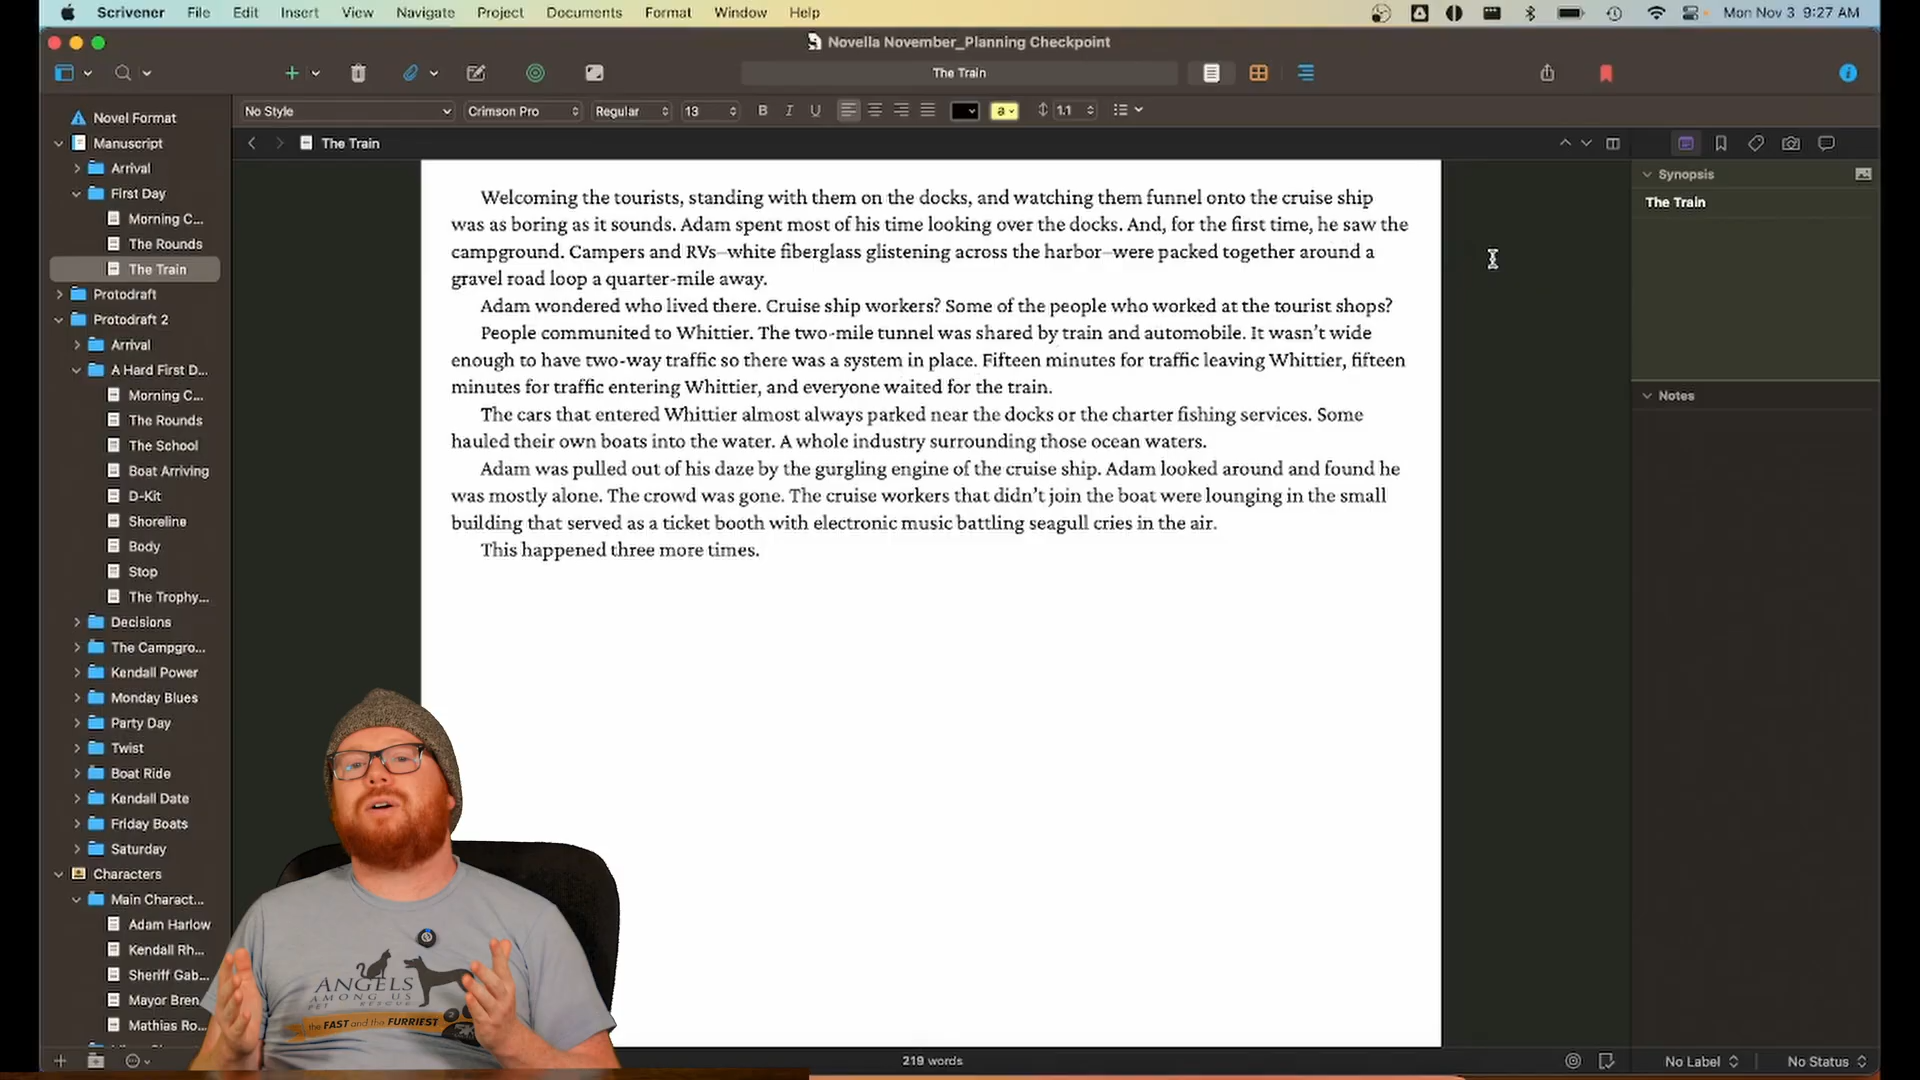 Scrivener File Edit Insert View Navigate Project Documents Format Window Help Mon Nov 3 9:27 AM
Novella November_Planning Checkpoint
The Train
No Style Crimson Pro Regular 13 B I U a 1.1
The Train
Novel Format
Manuscript
Arrival
First Day
Morning C...
The Rounds
The Train
Protodraft
Protodraft 2
Arrival
A Hard First D...
Morning C...
The Rounds
The School
Boat Arriving
D-Kit
Shoreline
Body
Stop
The Trophy...
Decisions
The Campgro...
Kendall Power
Monday Blues
Party Day
Twist
Boat Ride
Kendall Date
Friday Boats
Saturday
Characters
Main Charact...
Adam Harlow
Kendall Rh...
Sheriff Gab...
Mayor Bren
Mathias Ro...
Welcoming the tourists, standing with them on the docks, and watching them funnel onto the cruise ship
was as boring as it sounds. Adam spent most of his time looking over the docks. And, for the first time, he saw the
campground. Campers and RVs–white fiberglass glistening across the harbor–were packed together around a
gravel road loop a quarter-mile away.
Adam wondered who lived there. Cruise ship workers? Some of the people who worked at the tourist shops?
People communited to Whittier. The two-mile tunnel was shared by train and automobile. It wasn't wide
enough to have two-way traffic so there was a system in place. Fifteen minutes for traffic leaving Whittier, fifteen
minutes for traffic entering Whittier, and everyone waited for the train.
The cars that entered Whittier almost always parked near the docks or the charter fishing services. Some
hauled their own boats into the water. A whole industry surrounding those ocean waters.
Adam was pulled out of his daze by the gurgling engine of the cruise ship. Adam looked around and found he
was mostly alone. The crowd was gone. The cruise workers that didn't join the boat were lounging in the small
building that served as a ticket booth with electronic music battling seagull cries in the air.
This happened three more times.
Synopsis
The Train
Notes
ANGELS
AMONG US
PET RESCUE
the FAST and the FURRIEST
219 words
No Label No Status